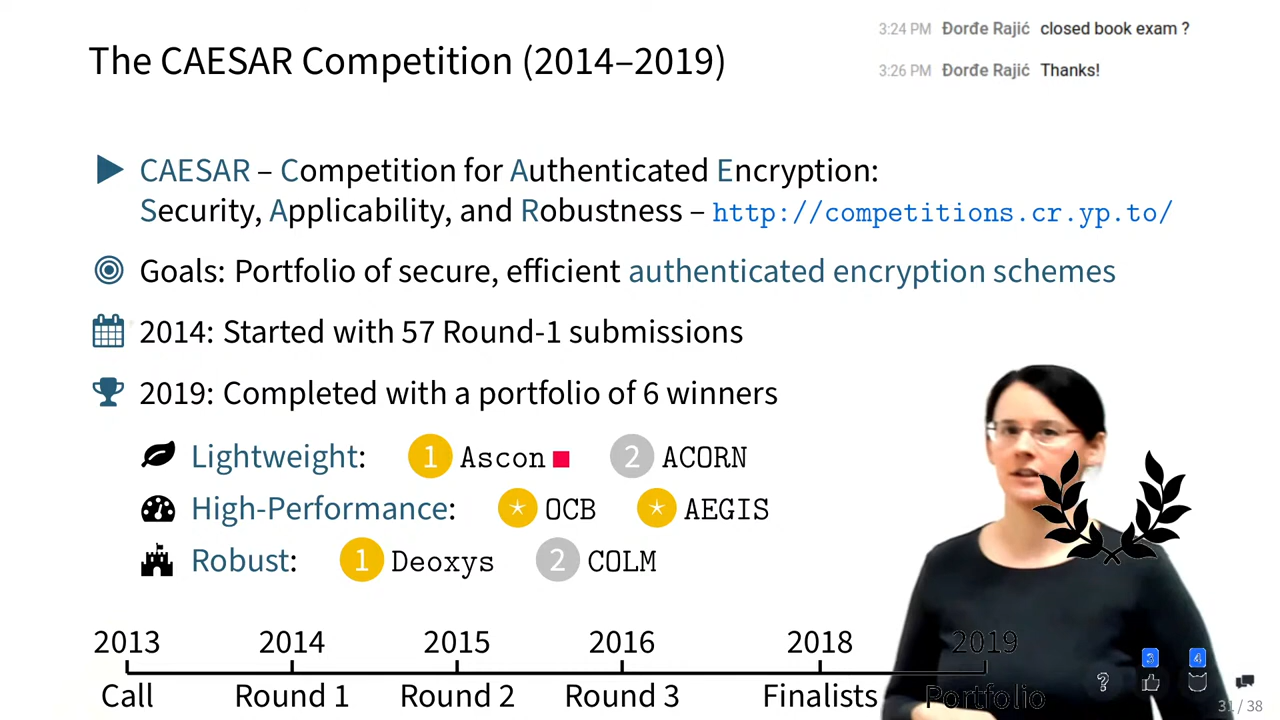 3:24 PM Đorđe Rajić closed book exam ?
3:26 PM Đorđe Rajić Thanks!
The CAESAR Competition (2014–2019)
CAESAR – Competition for Authenticated Encryption:
Security, Applicability, and Robustness – http://competitions.cr.yp.to/
Goals: Portfolio of secure, efficient authenticated encryption schemes
2014: Started with 57 Round-1 submissions
2019: Completed with a portfolio of 6 winners
Lightweight: 1 Ascon 2 ACORN
High-Performance: OCB AEGIS
Robust: 1 Deoxys 2 COLM
2013 2014 2015 2016 2018 2019
Call Round 1 Round 2 Round 3 Finalists Portfolio
? 3 4
31 / 38